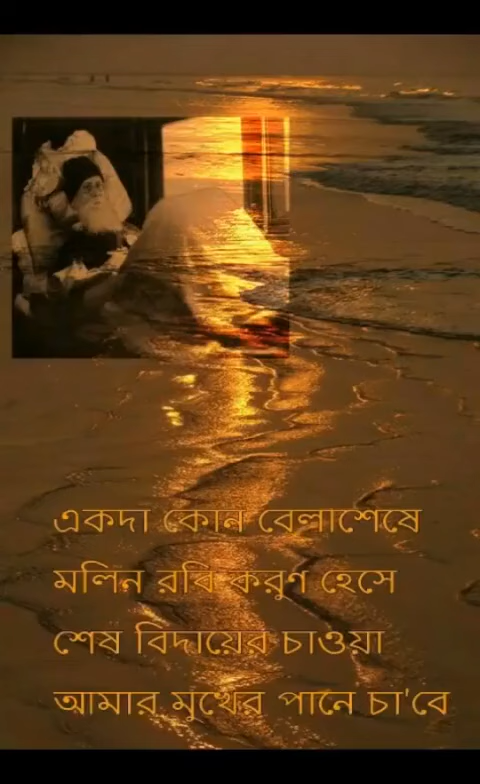 একদা কোন বেলাশেষে
মলিন রবি করুণ হেসে
শেষ বিদায়ের চাওয়া
আমার মুখের পানে চা'বে